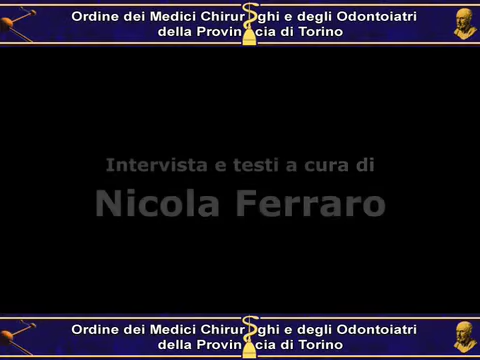 Ordine dei Medici Chirurghi e degli Odontoiatri
della Provincia di Torino
Intervista e testi a cura di
Nicola Ferraro
Ordine dei Medici Chirurghi e degli Odontoiatri
della Provincia di Torino